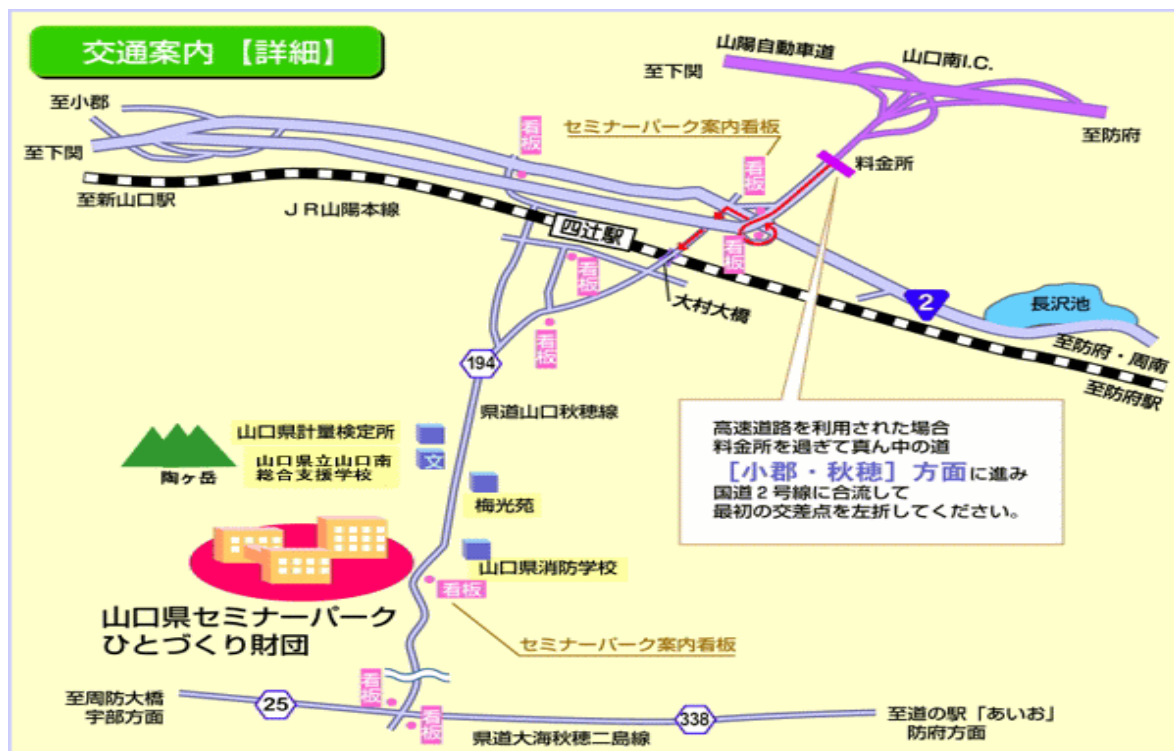 交通案内【詳細】
山陽自動車道
山口南I.C.
至下関
至防府
至小郡
至下関
セミナーパーク案内看板
看板
看板
料金所
至新山口駅
ＪＲ山陽本線
四辻駅
看板
看板
大村大橋
2
長沢池
至防府・周南
至防府駅
看板
194
県道山口秋穂線
高速道路を利用された場合
料金所を過ぎて真ん中の道
［小郡・秋穂］方面に進み
国道２号線に合流して
最初の交差点を左折してください。
山口県計量検定所
文
山口県立山口南
総合支援学校
陶ヶ岳
梅光苑
山口県消防学校
看板
山口県セミナーパーク
ひとづくり財団
セミナーパーク案内看板
看板
至周防大橋
宇部方面
25
看板
県道大海秋穂二島線
338
至道の駅「あいお」
防府方面